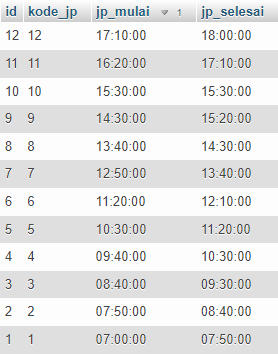 id kode_jp jp_mulai 1 jp_selesai
12 12 17:10:00 18:00:00
11 11 16:20:00 17:10:00
10 10 15:30:00 15:30:00
9 9 14:30:00 15:20:00
8 8 13:40:00 14:30:00
7 7 12:50:00 13:40:00
6 6 11:20:00 12:10:00
5 5 10:30:00 11:20:00
4 4 09:40:00 10:30:00
3 3 08:40:00 09:30:00
2 2 07:50:00 08:40:00
1 1 07:00:00 07:50:00